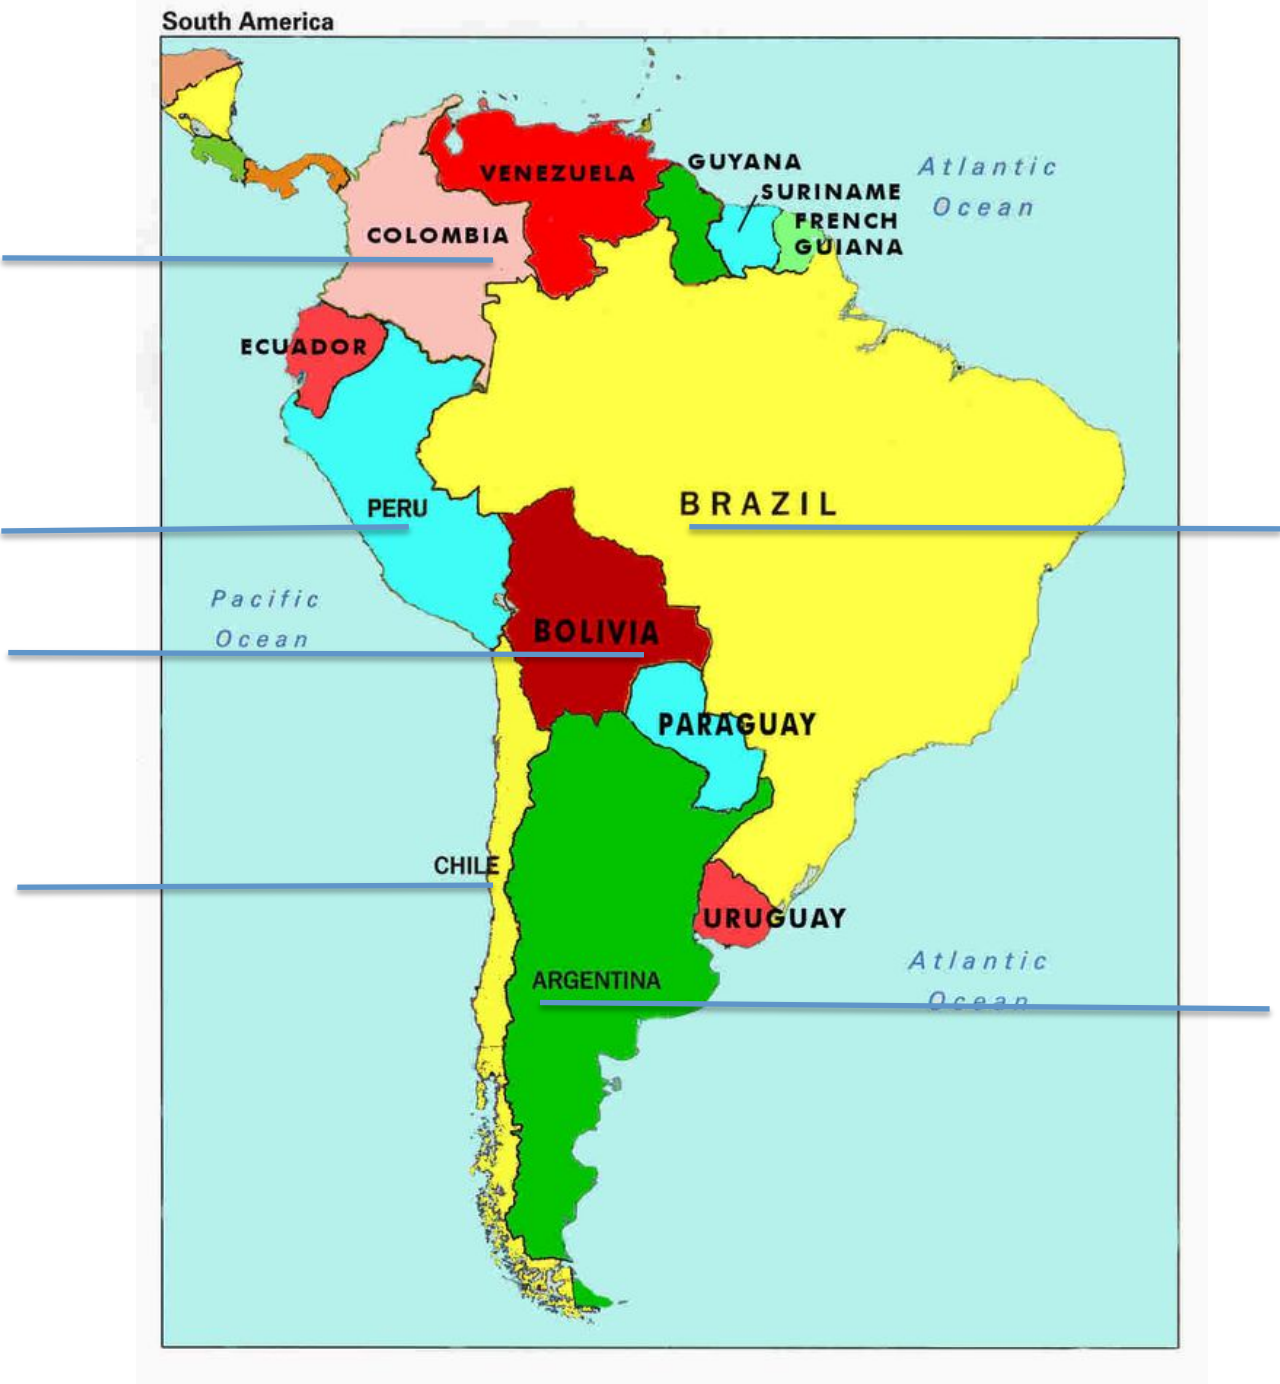 South America
VENEZUELA
GUYANA
SURINAME
FRENCH
GUIANA
Atlantic
Ocean
COLOMBIA
ECUADOR
PERU
BRAZIL
Pacific
Ocean
BOLIVIA
PARAGUAY
CHILE
URUGUAY
ARGENTINA
Atlantic
Ocean